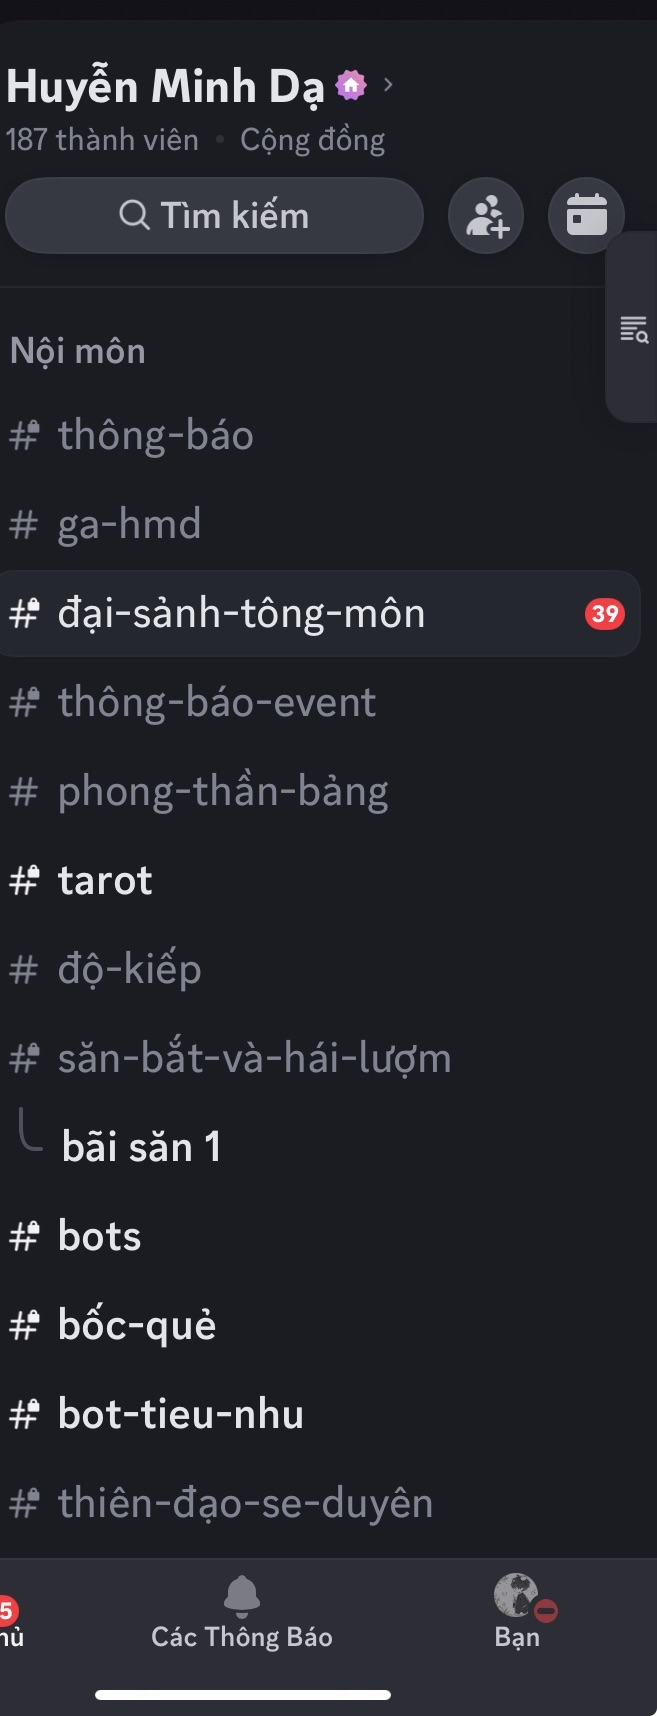 Huyễn Minh Dạ
187 thành viên • Cộng đồng
Tìm kiếm
Nội môn
thông-báo
ga-hmd
đại-sảnh-tông-môn 39
thông-báo-event
phong-thần-bảng
tarot
độ-kiếp
săn-bắt-và-hái-lượm
bãi săn 1
bots
bốc-quẻ
bot-tieu-nhu
thiên-đạo-se-duyên
5
Các Thông Báo Bạn